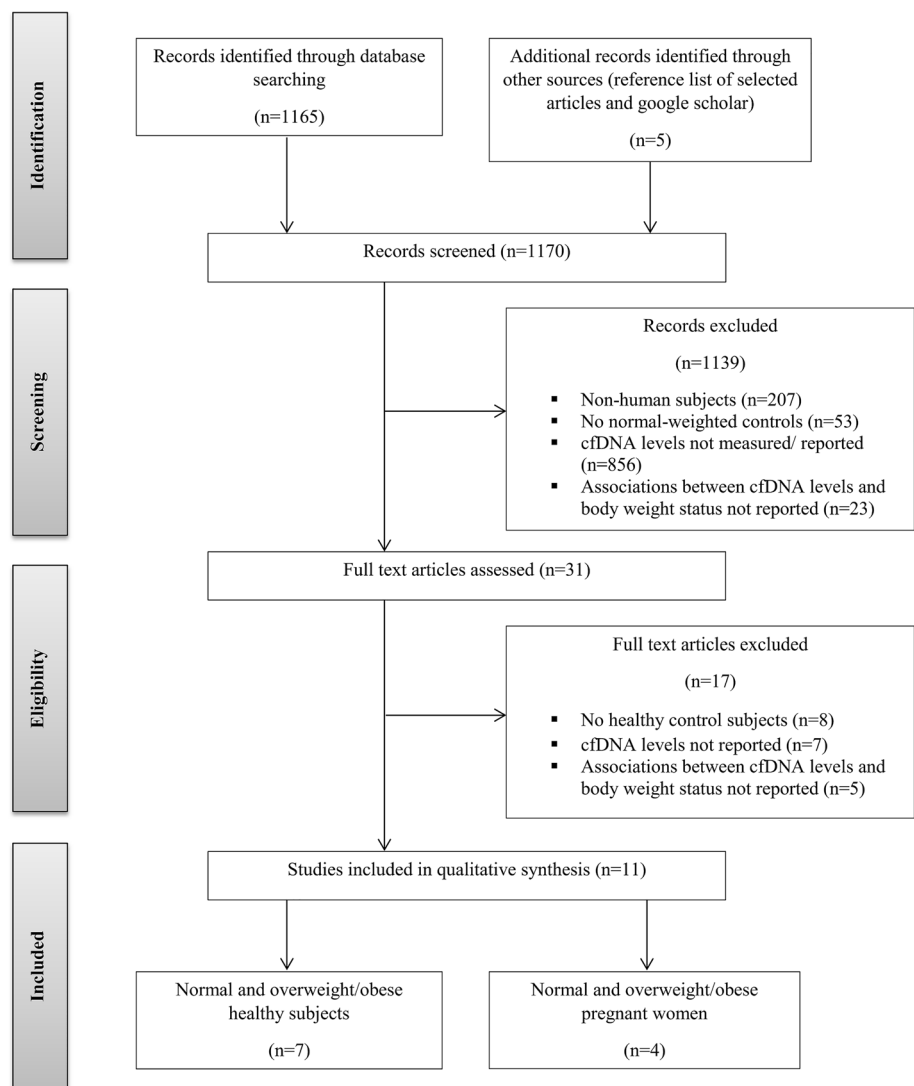 Identification
Records identified through database
searching
(n=1165)
Additional records identified through
other sources (reference list of selected
articles and google scholar)
(n=5)
Records screened (n=1170)
Screening
Records excluded
(n=1139)
▪ Non-human subjects (n=207)
▪ No normal-weighted controls (n=53)
▪ cfDNA levels not measured/ reported
(n=856)
▪ Associations between cfDNA levels and
body weight status not reported (n=23)
Eligibility
Full text articles assessed (n=31)
Full text articles excluded
(n=17)
▪ No healthy control subjects (n=8)
▪ cfDNA levels not reported (n=7)
▪ Associations between cfDNA levels and
body weight status not reported (n=5)
Included
Studies included in qualitative synthesis (n=11)
Normal and overweight/obese
healthy subjects
(n=7)
Normal and overweight/obese
pregnant women
(n=4)